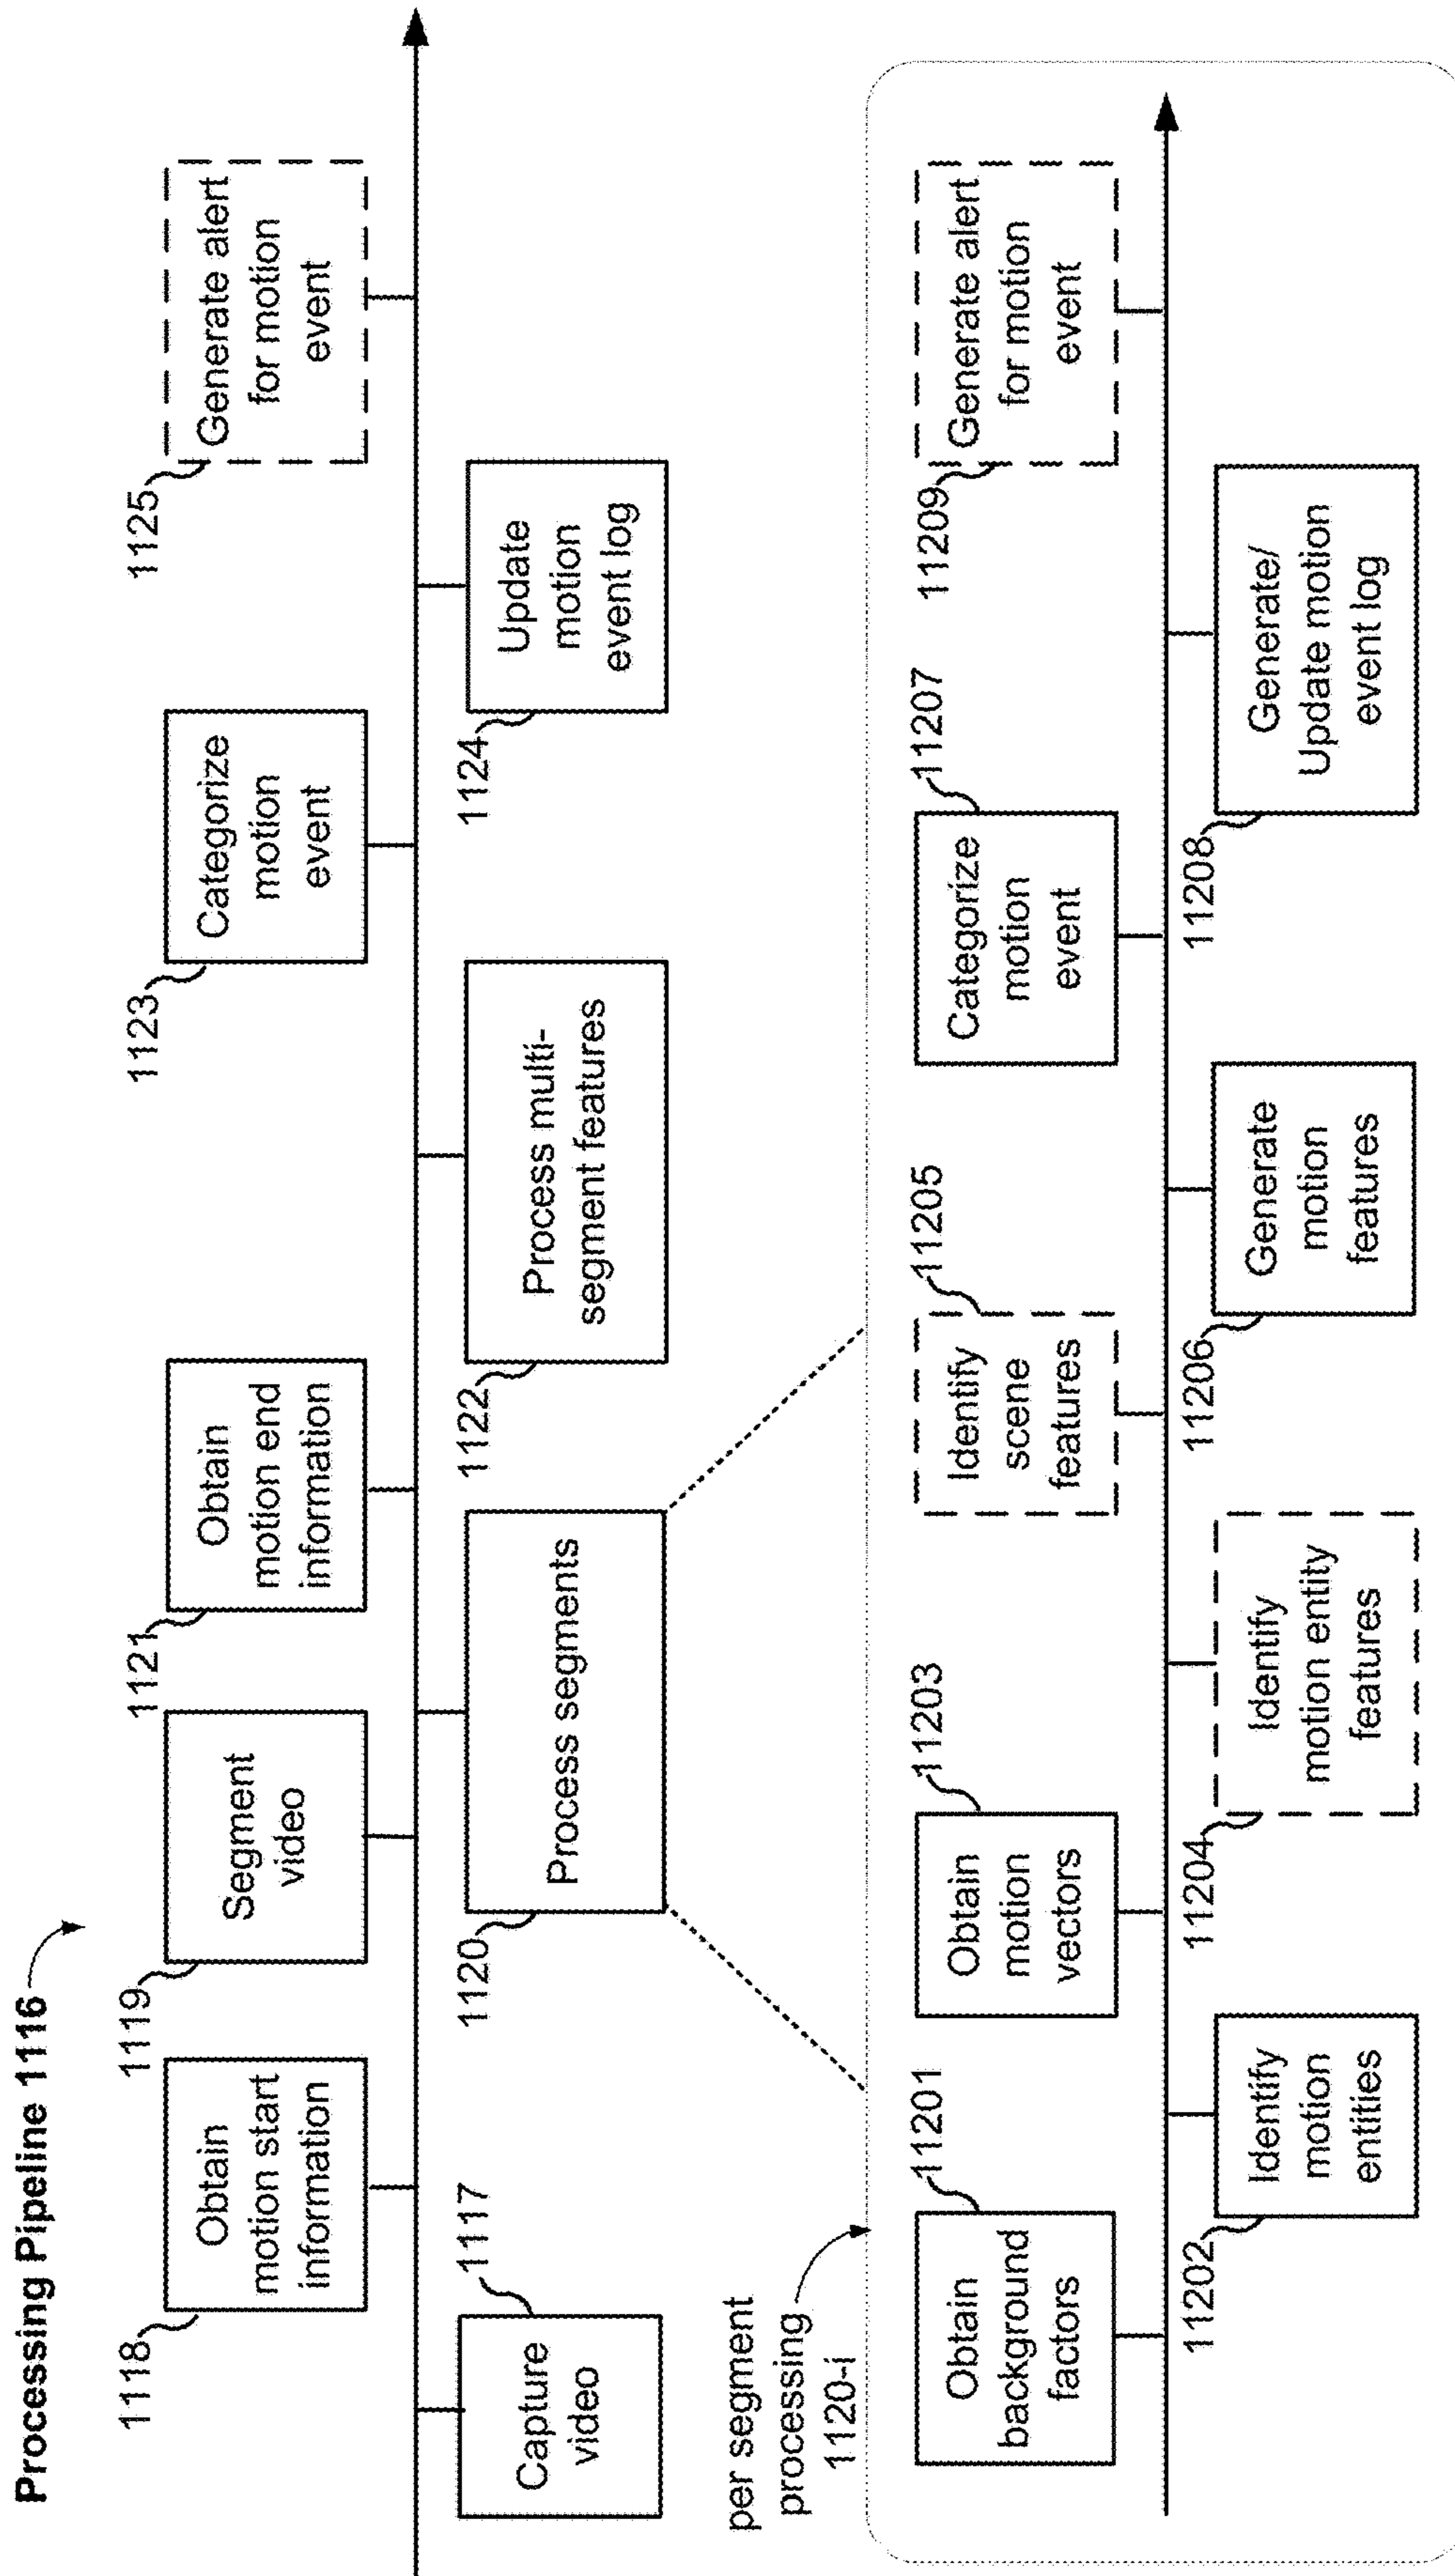 Processing Pipeline 1116
1117
Capture
video
1118
Obtain
motion start
information
1119
Segment
video
1120
Process segments
1121
Obtain
motion end
information
1122
Process multi-
segment features
1123
Categorize
motion
event
1124
Update
motion
event log
1125
Generate alert
for motion
event
per segment
processing
1120-i
11201
Obtain
background
factors
11202
Identify
motion
entities
11203
Obtain
motion
vectors
11204
Identify
motion entity
features
11205
Identify
scene
features
11206
Generate
motion
features
11207
Categorize
motion
event
11208
Generate/
Update motion
event log
11209
Generate alert
for motion
event